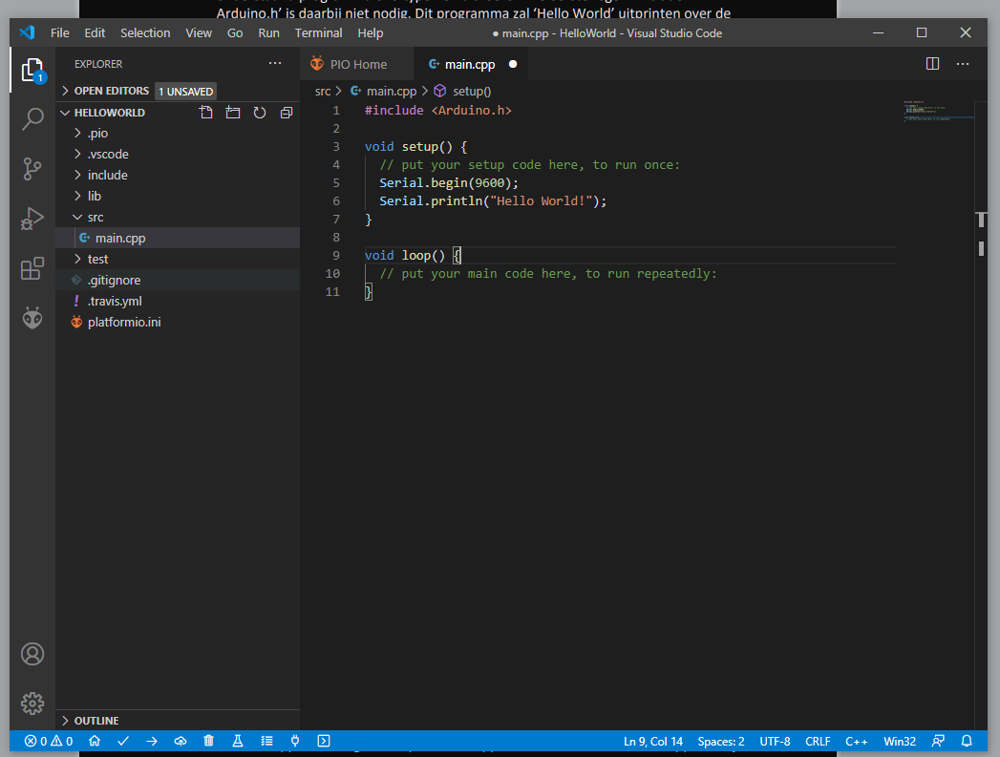 Arduino.h’ is daarbij niet nodig. Dit programma zal ‘Hello World’ uitprinten over de
File Edit Selection View Go Run Terminal Help
● main.cpp - HelloWorld - Visual Studio Code
EXPLORER
PIO Home
main.cpp ●
OPEN EDITORS 1 UNSAVED
HELLOWORLD
.pio
.vscode
include
lib
src
main.cpp
test
.gitignore
.travis.yml
platformio.ini
OUTLINE
1
src > main.cpp > setup()
1 #include <Arduino.h>
2
3 void setup() {
4   // put your setup code here, to run once:
5   Serial.begin(9600);
6   Serial.println("Hello World!");
7 }
8
9 void loop() {
10   // put your main code here, to run repeatedly:
11 }
0 0
Ln 9, Col 14 Spaces: 2 UTF-8 CRLF C++ Win32